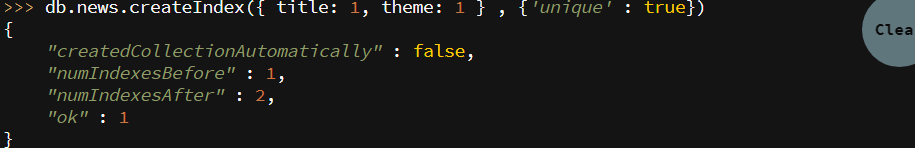 >>> db.news.createIndex({ title: 1, theme: 1 } , {'unique' : true})
Clea
{
    "createdCollectionAutomatically" : false,
    "numIndexesBefore" : 1,
    "numIndexesAfter" : 2,
    "ok" : 1
}